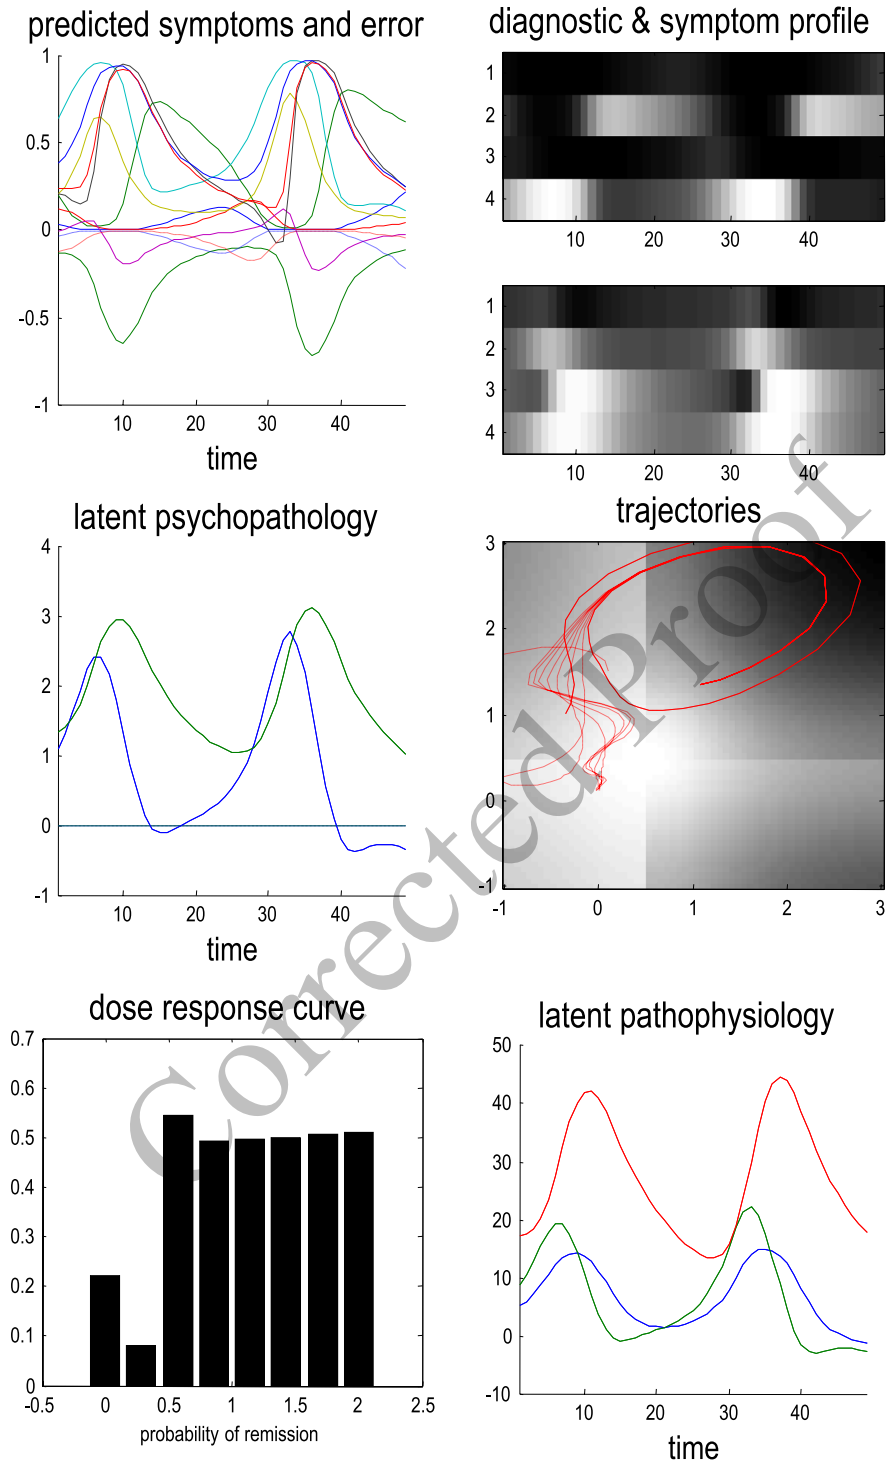 predicted symptoms and error
1
0.5
0
-0.5
-1
10 20 30 40
time
diagnostic & symptom profile
1
2
3
4
10 20 30 40
1
2
3
4
10 20 30 40
latent psychopathology
4
3
2
1
0
-1
10 20 30 40
time
trajectories
3
2
1
0
-1
-1 0 1 2 3
dose response curve
0.7
0.6
0.5
0.4
0.3
0.2
0.1
0
-0.5 0 0.5 1 1.5 2 2.5
probability of remission
latent pathophysiology
50
40
30
20
10
0
-10
10 20 30 40
time
Corrected Proof